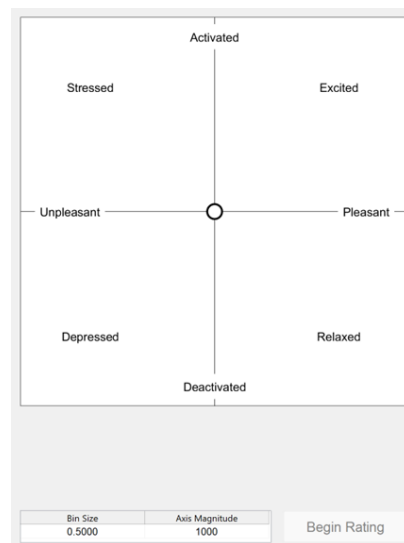 Activated
Stressed Excited
Unpleasant Pleasant
Depressed Relaxed
Deactivated
Bin Size Axis Magnitude
0.5000 1000
Begin Rating